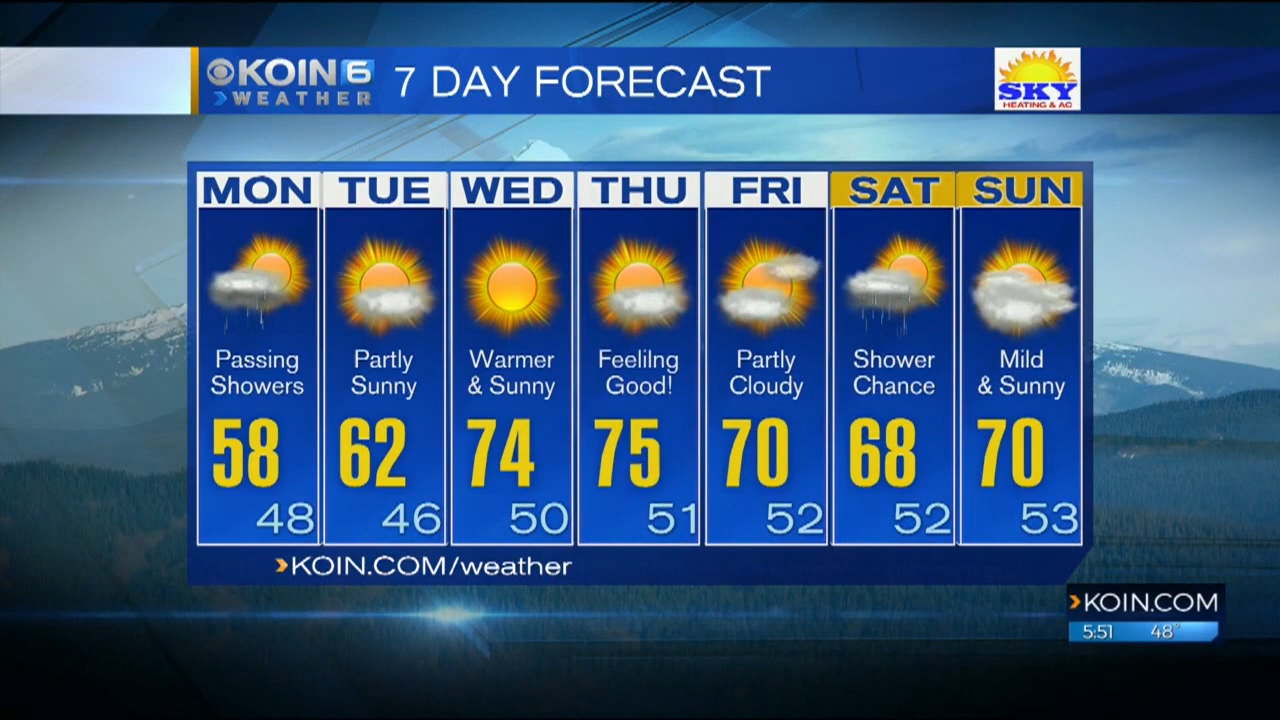 KOIN 6
WEATHER
7 DAY FORECAST
SKY
HEATING & AC
MON TUE WED THU FRI SAT SUN
Passing
Showers
58
48
Partly
Sunny
62
46
Warmer
& Sunny
74
50
Feelilng
Good!
75
51
Partly
Cloudy
70
52
Shower
Chance
68
52
Mild
& Sunny
70
53
KOIN.COM/weather
KOIN.COM
5:51 48°